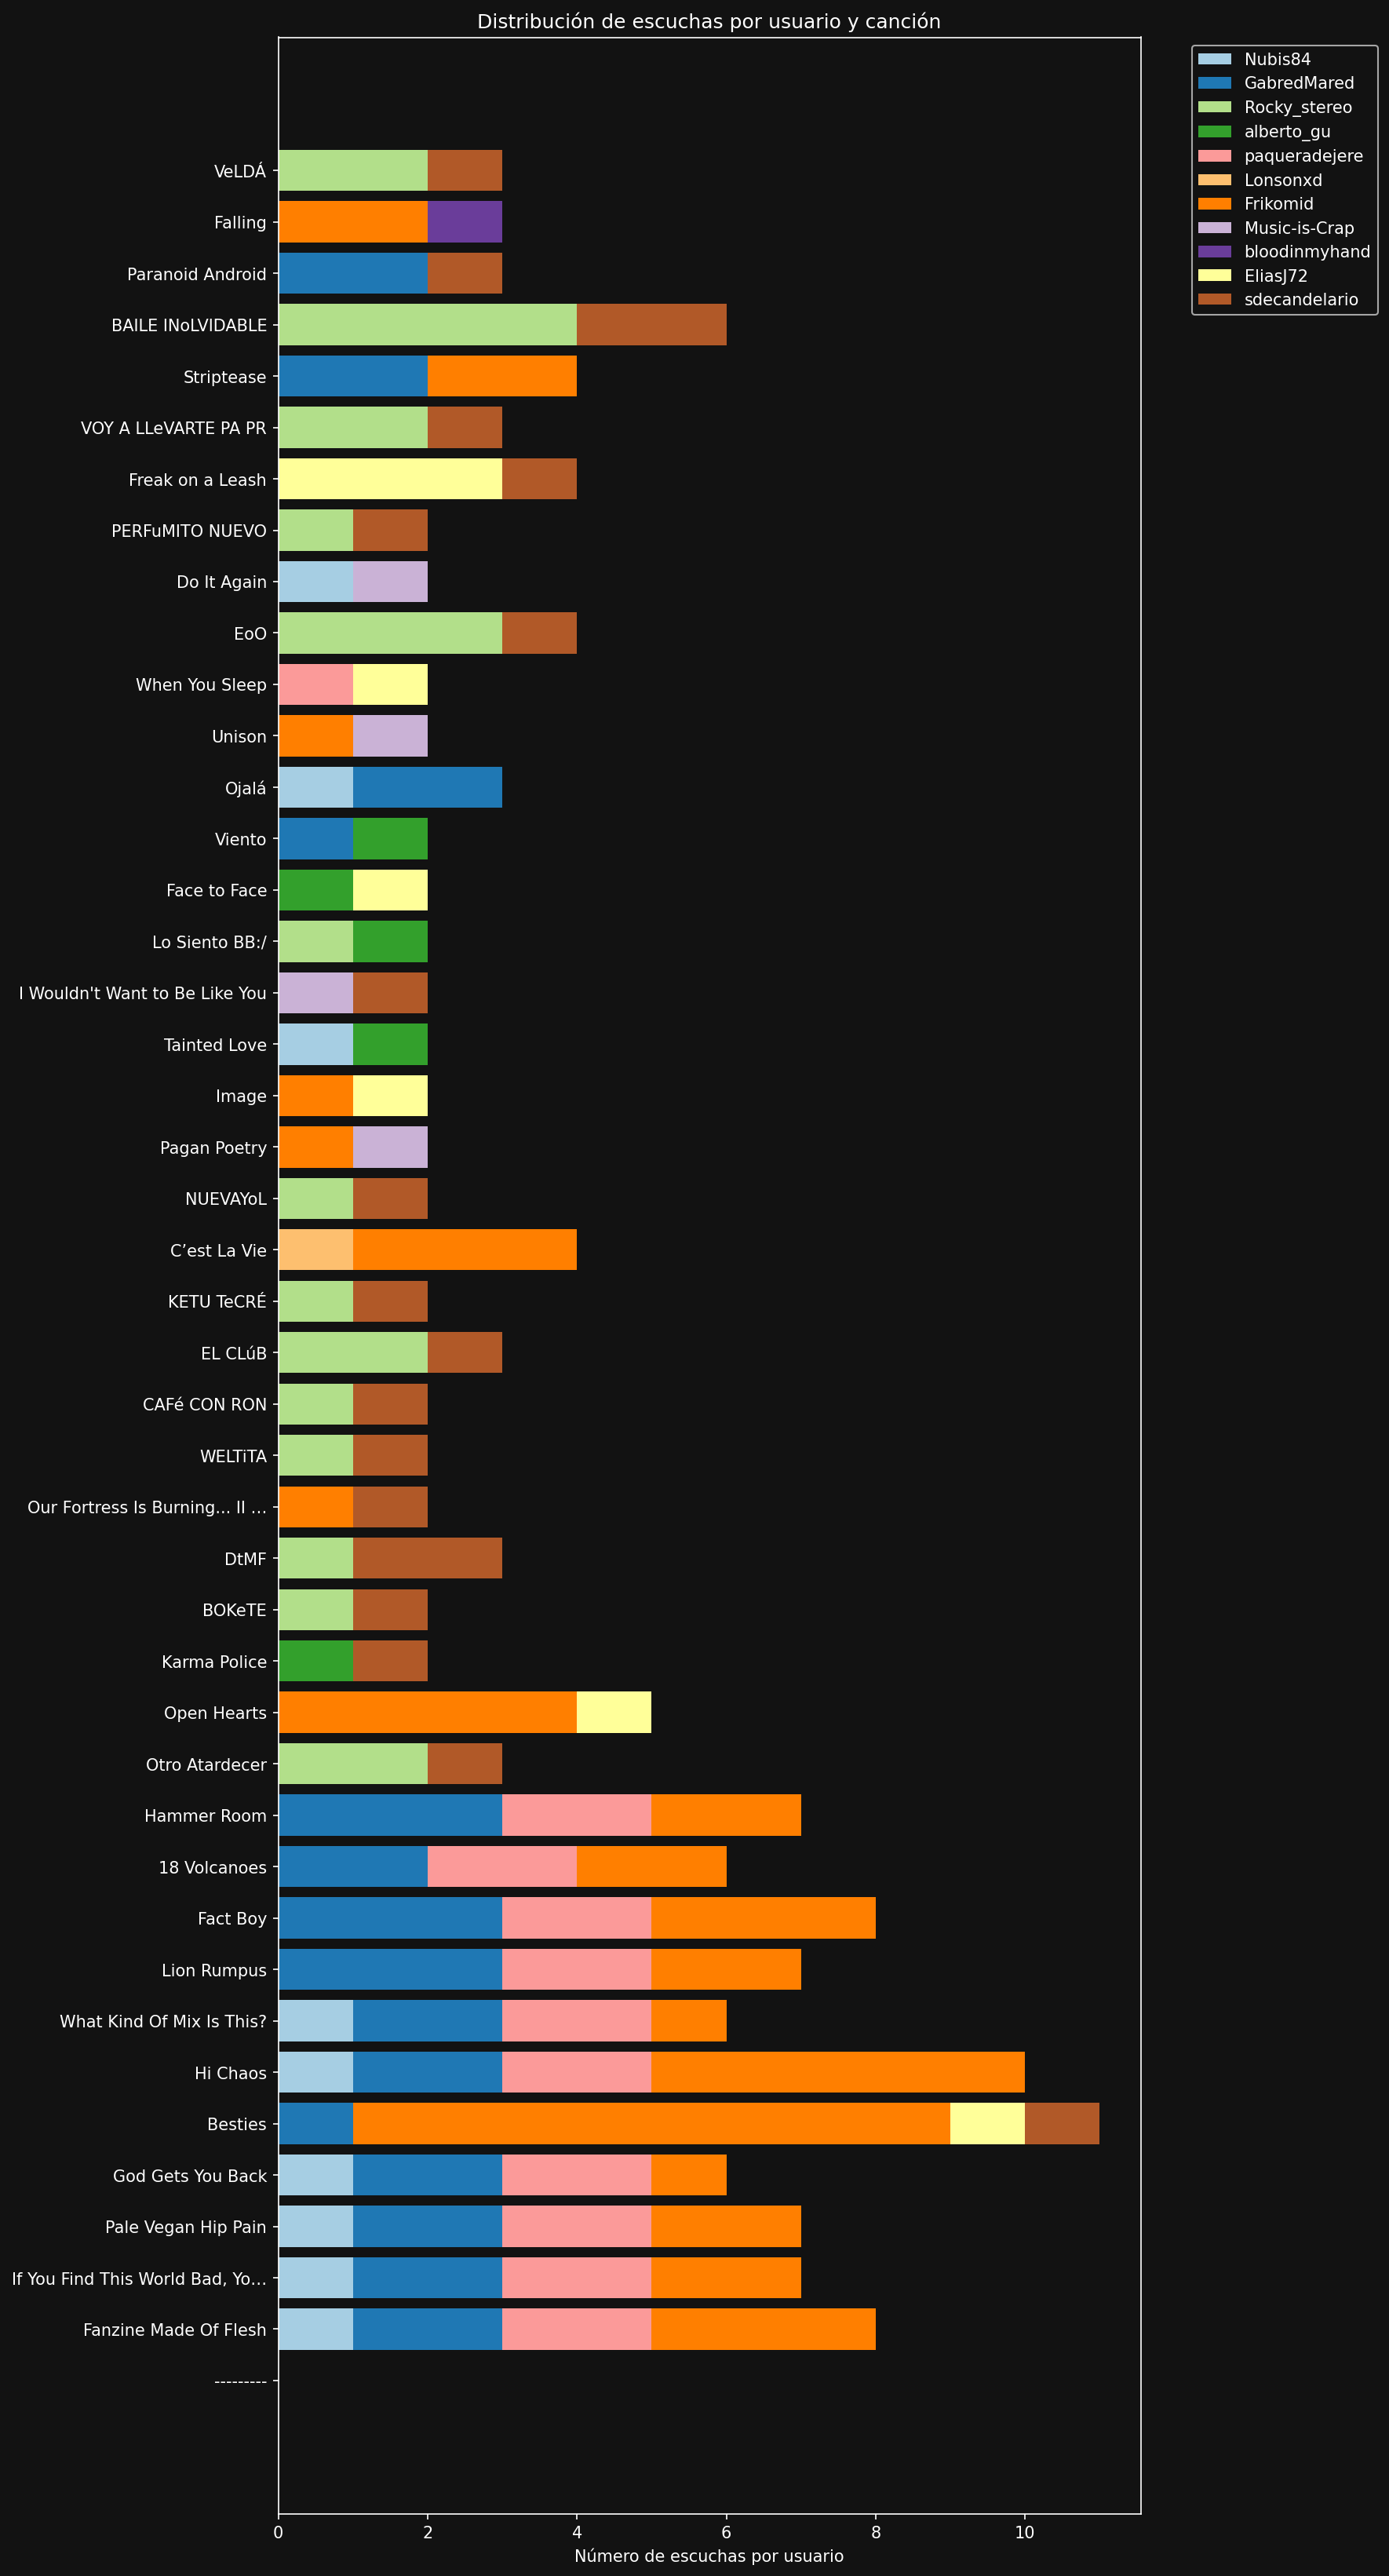 Distribución de escuchas por usuario y canción
Nubis84
GabredMared
Rocky_stereo
alberto_gu
paqueradejere
Lonsonxd
Frikomid
Music-is-Crap
bloodinmyhand
EliasJ72
sdecandelario
VeLDÁ
Falling
Paranoid Android
BAILE INoLVIDABLE
Striptease
VOY A LLeVARTE PA PR
Freak on a Leash
PERFuMITO NUEVO
Do It Again
EoO
When You Sleep
Unison
Ojalá
Viento
Face to Face
Lo Siento BB:/
I Wouldn't Want to Be Like You
Tainted Love
Image
Pagan Poetry
NUEVAYoL
C’est La Vie
KETU TeCRÉ
EL CLúB
CAFé CON RON
WELTiTA
Our Fortress Is Burning... II ...
DtMF
BOKeTE
Karma Police
Open Hearts
Otro Atardecer
Hammer Room
18 Volcanoes
Fact Boy
Lion Rumpus
What Kind Of Mix Is This?
Hi Chaos
Besties
God Gets You Back
Pale Vegan Hip Pain
If You Find This World Bad, Yo...
Fanzine Made Of Flesh
---------
0 2 4 6 8 10
Número de escuchas por usuario